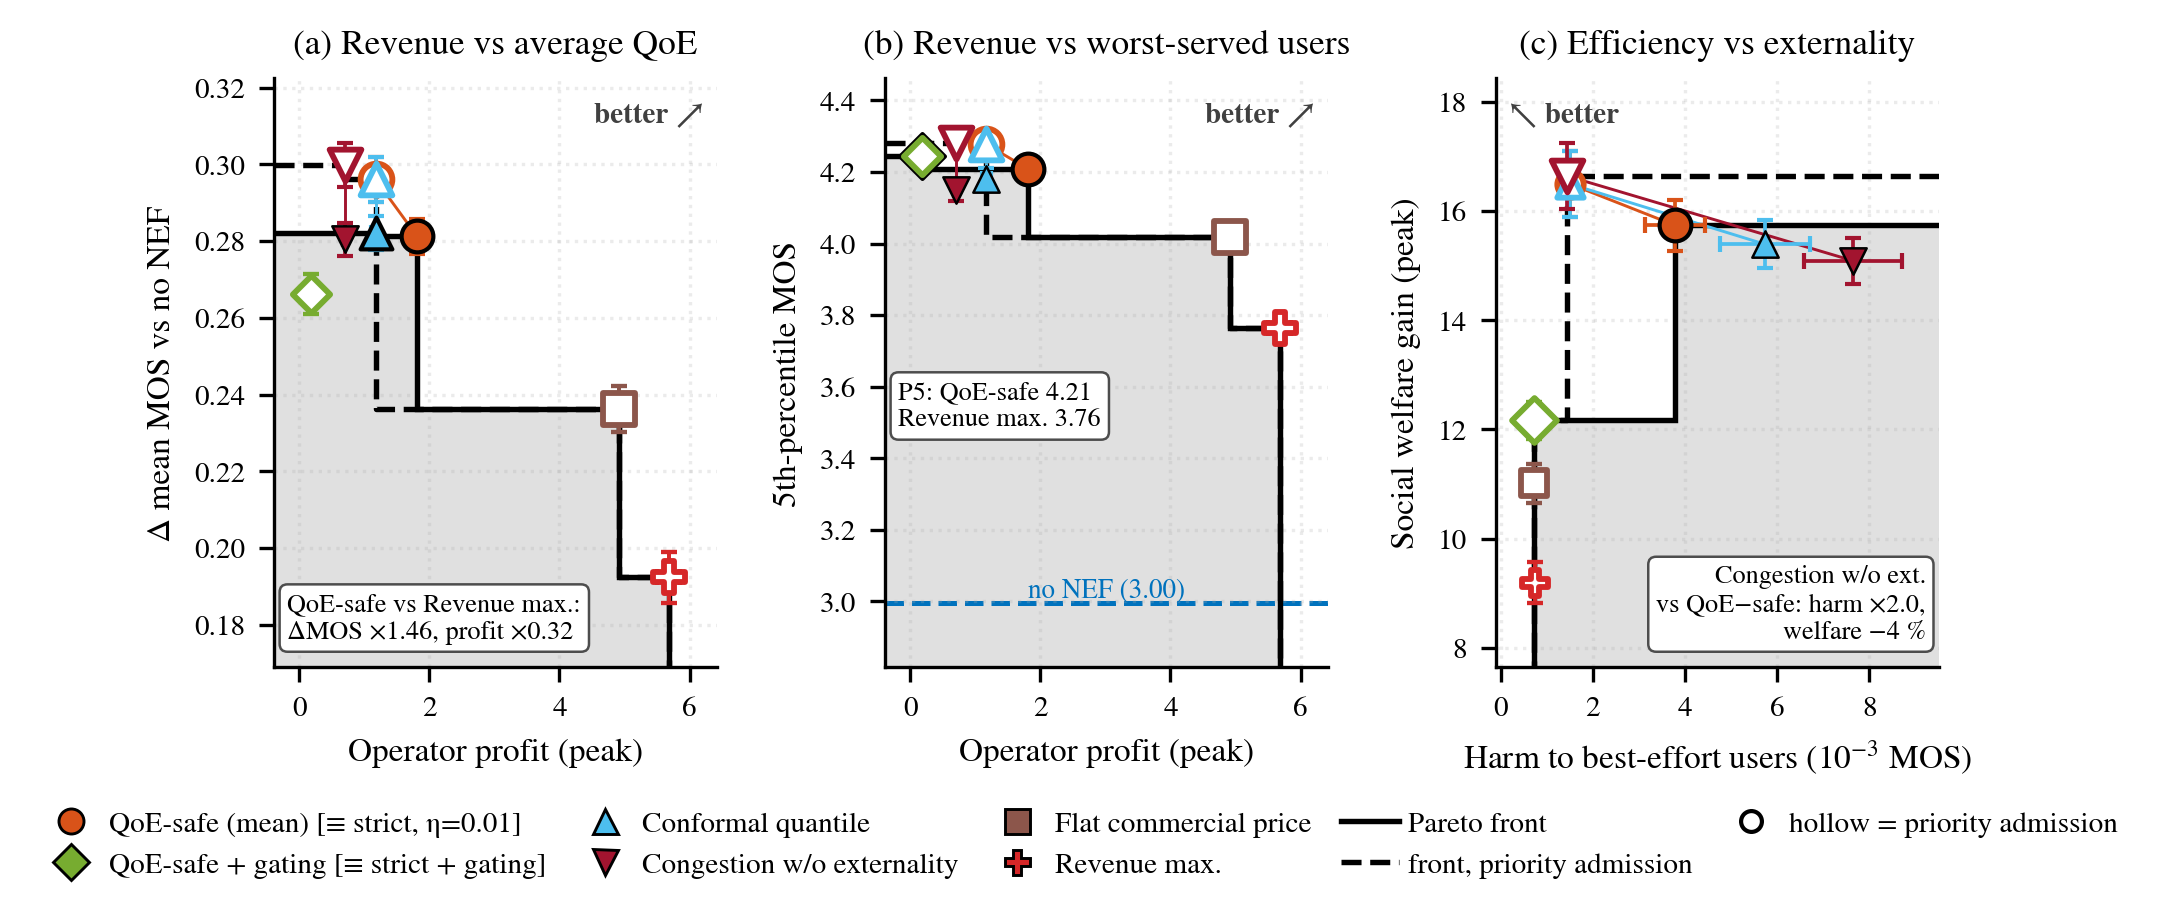 (a) Revenue vs average QoE
better ↗
Δ mean MOS vs no NEF
0.32
0.30
0.28
0.26
0.24
0.22
0.20
0.18
QoE-safe vs Revenue max.:
ΔMOS ×1.46, profit ×0.32
0
2
4
6
Operator profit (peak)
(b) Revenue vs worst-served users
better ↗
5th-percentile MOS
4.4
4.2
4.0
3.8
3.6
3.4
3.2
3.0
P5: QoE-safe 4.21
Revenue max. 3.76
no NEF (3.00)
0
2
4
6
Operator profit (peak)
(c) Efficiency vs externality
↖ better
Social welfare gain (peak)
18
16
14
12
10
8
Congestion w/o ext.
vs QoE−safe: harm ×2.0,
welfare −4 %
0
2
4
6
8
Harm to best-effort users (10⁻³ MOS)
QoE-safe (mean) [≡ strict, η=0.01]
QoE-safe + gating [≡ strict + gating]
Conformal quantile
Congestion w/o externality
Flat commercial price
Revenue max.
Pareto front
front, priority admission
hollow = priority admission